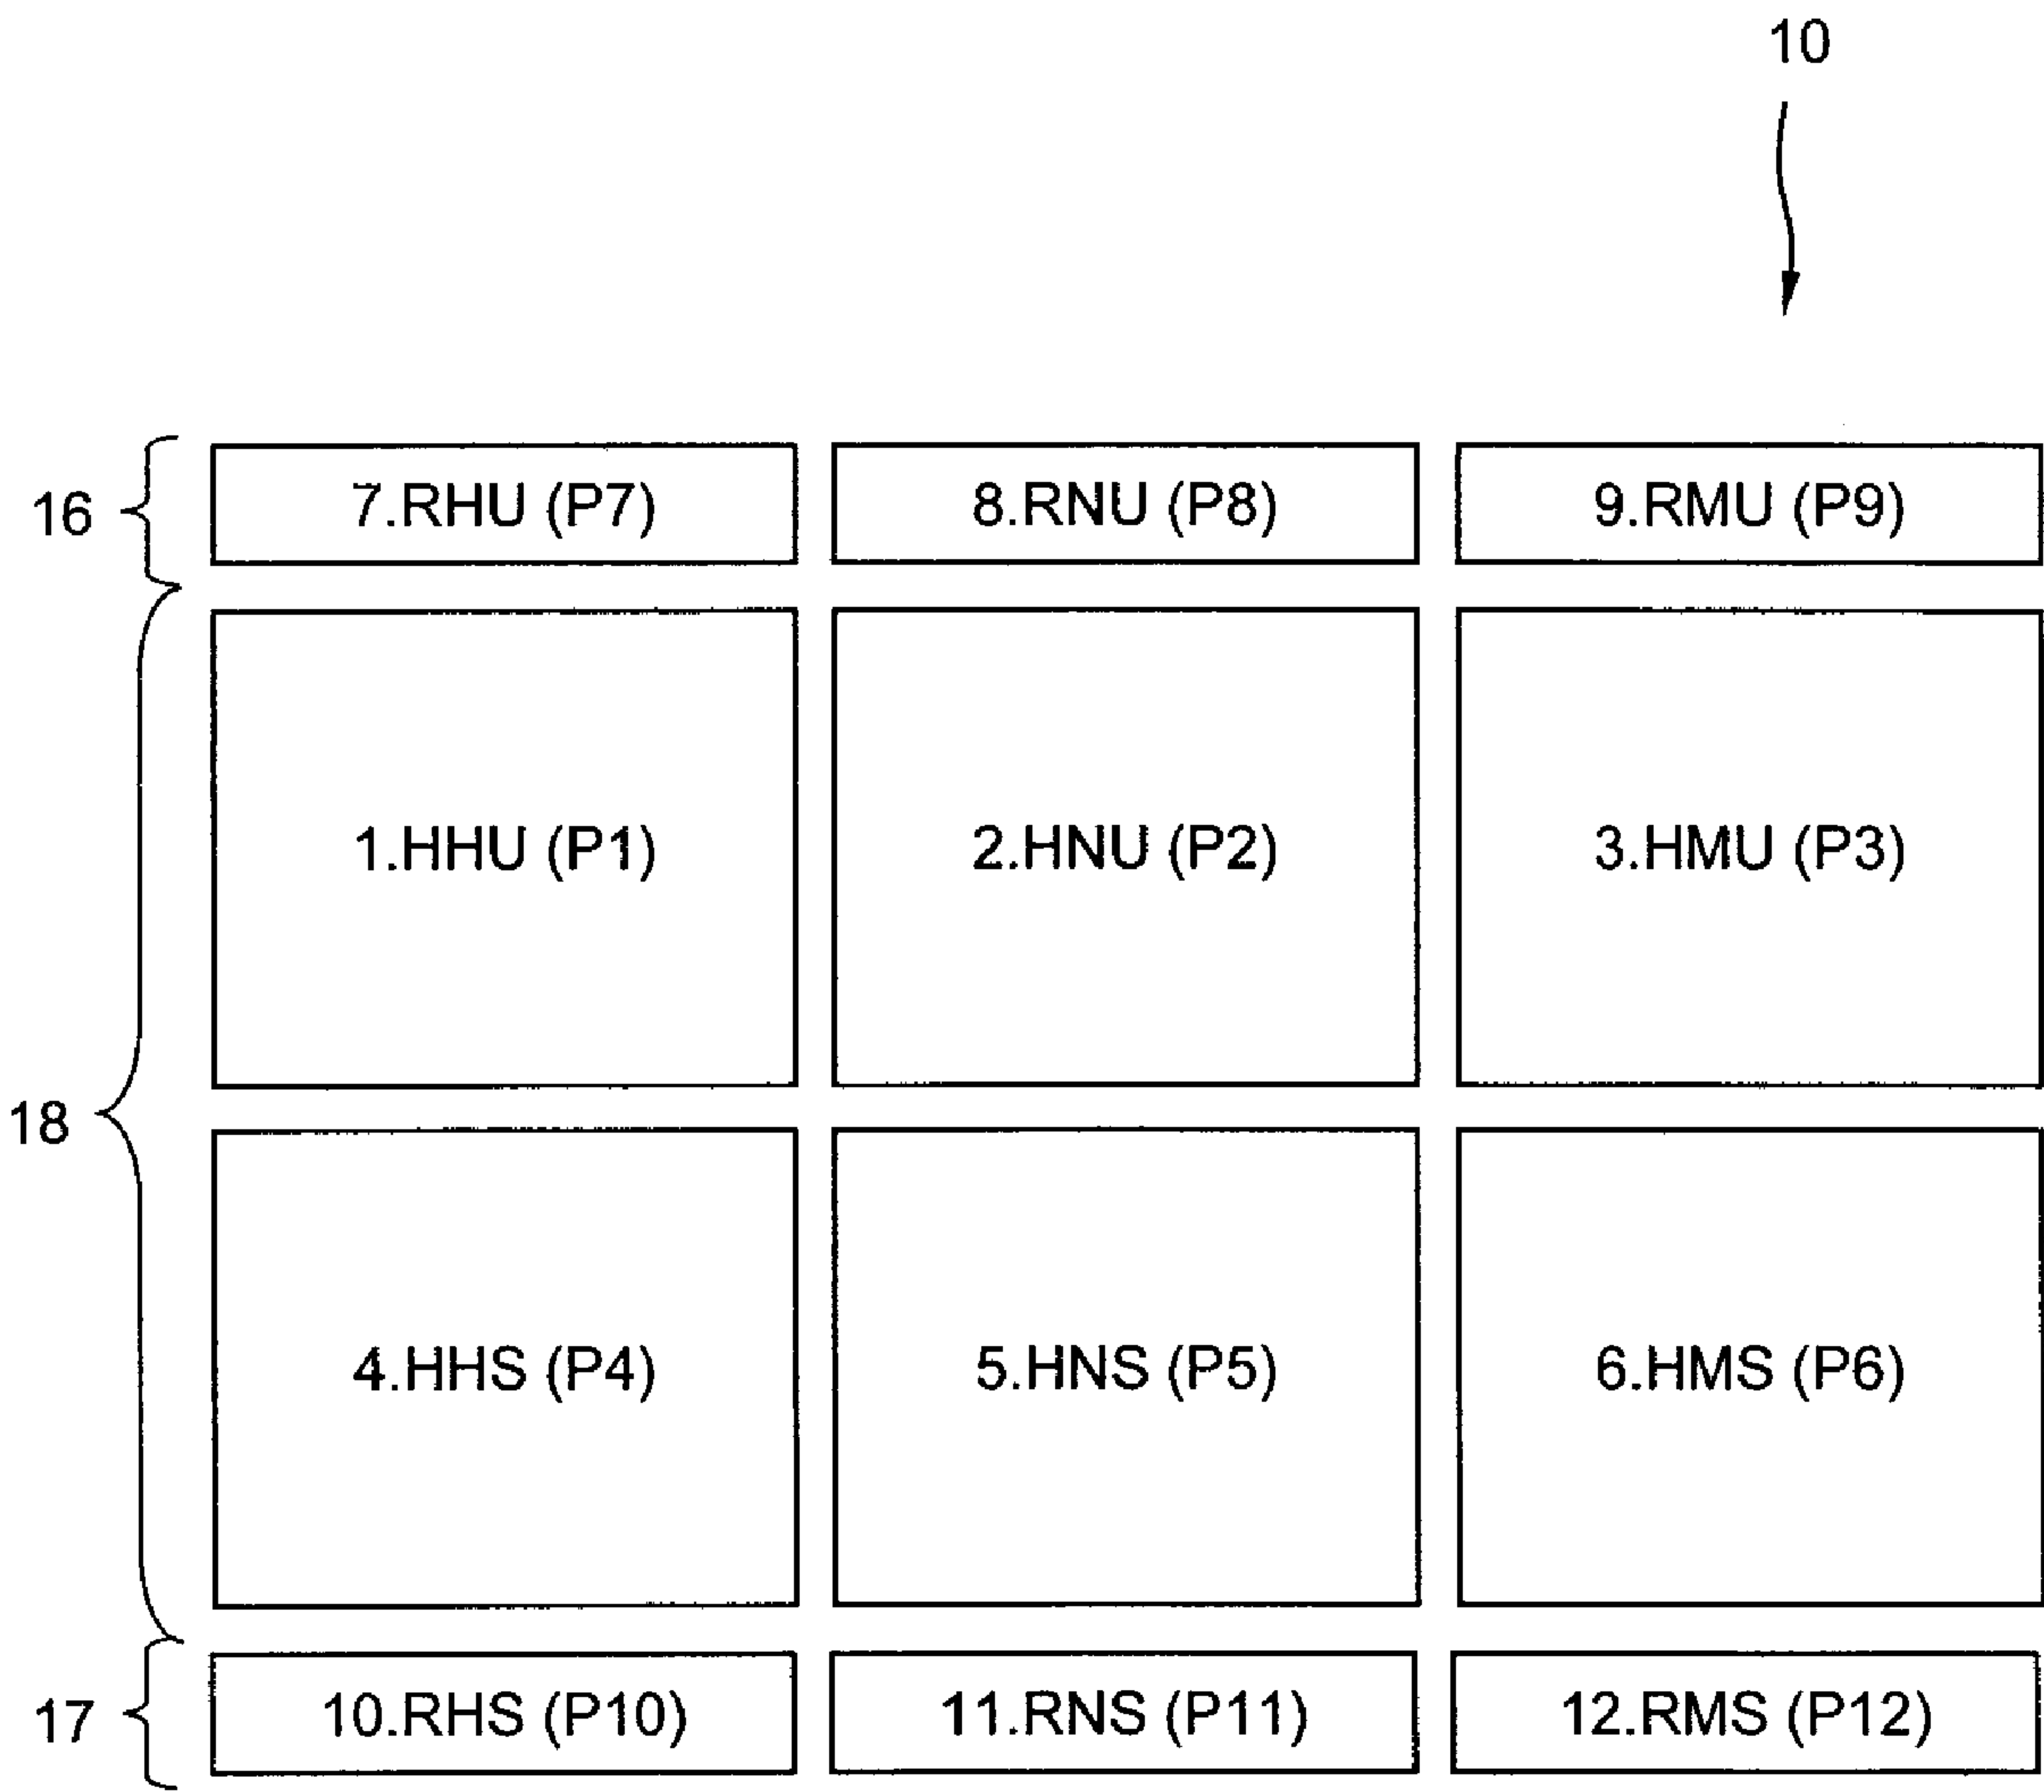 10
16
7.RHU (P7)
8.RNU (P8)
9.RMU (P9)
1.HHU (P1)
2.HNU (P2)
3.HMU (P3)
18
4.HHS (P4)
5.HNS (P5)
6.HMS (P6)
17
10.RHS (P10)
11.RNS (P11)
12.RMS (P12)